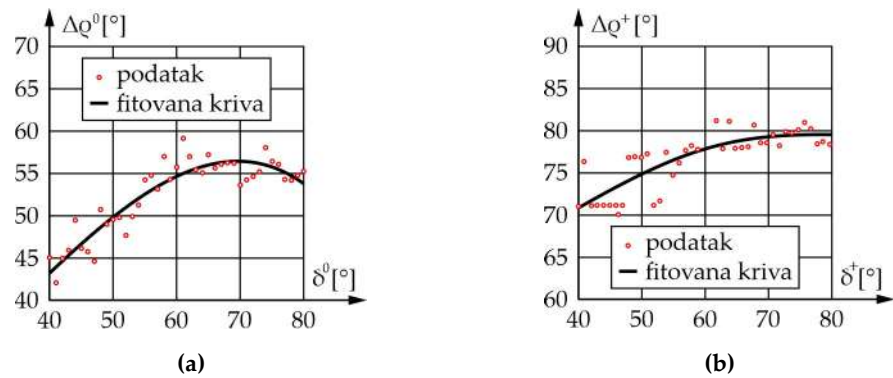 Δϱ⁰[°]
70
65
60
55
50
45
40
podatak
fitovana kriva
δ⁰[°]
40 50 60 70 80
(a)
Δϱ⁺[°]
90
85
80
75
70
65
60
podatak
fitovana kriva
δ⁺[°]
40 50 60 70 80
(b)